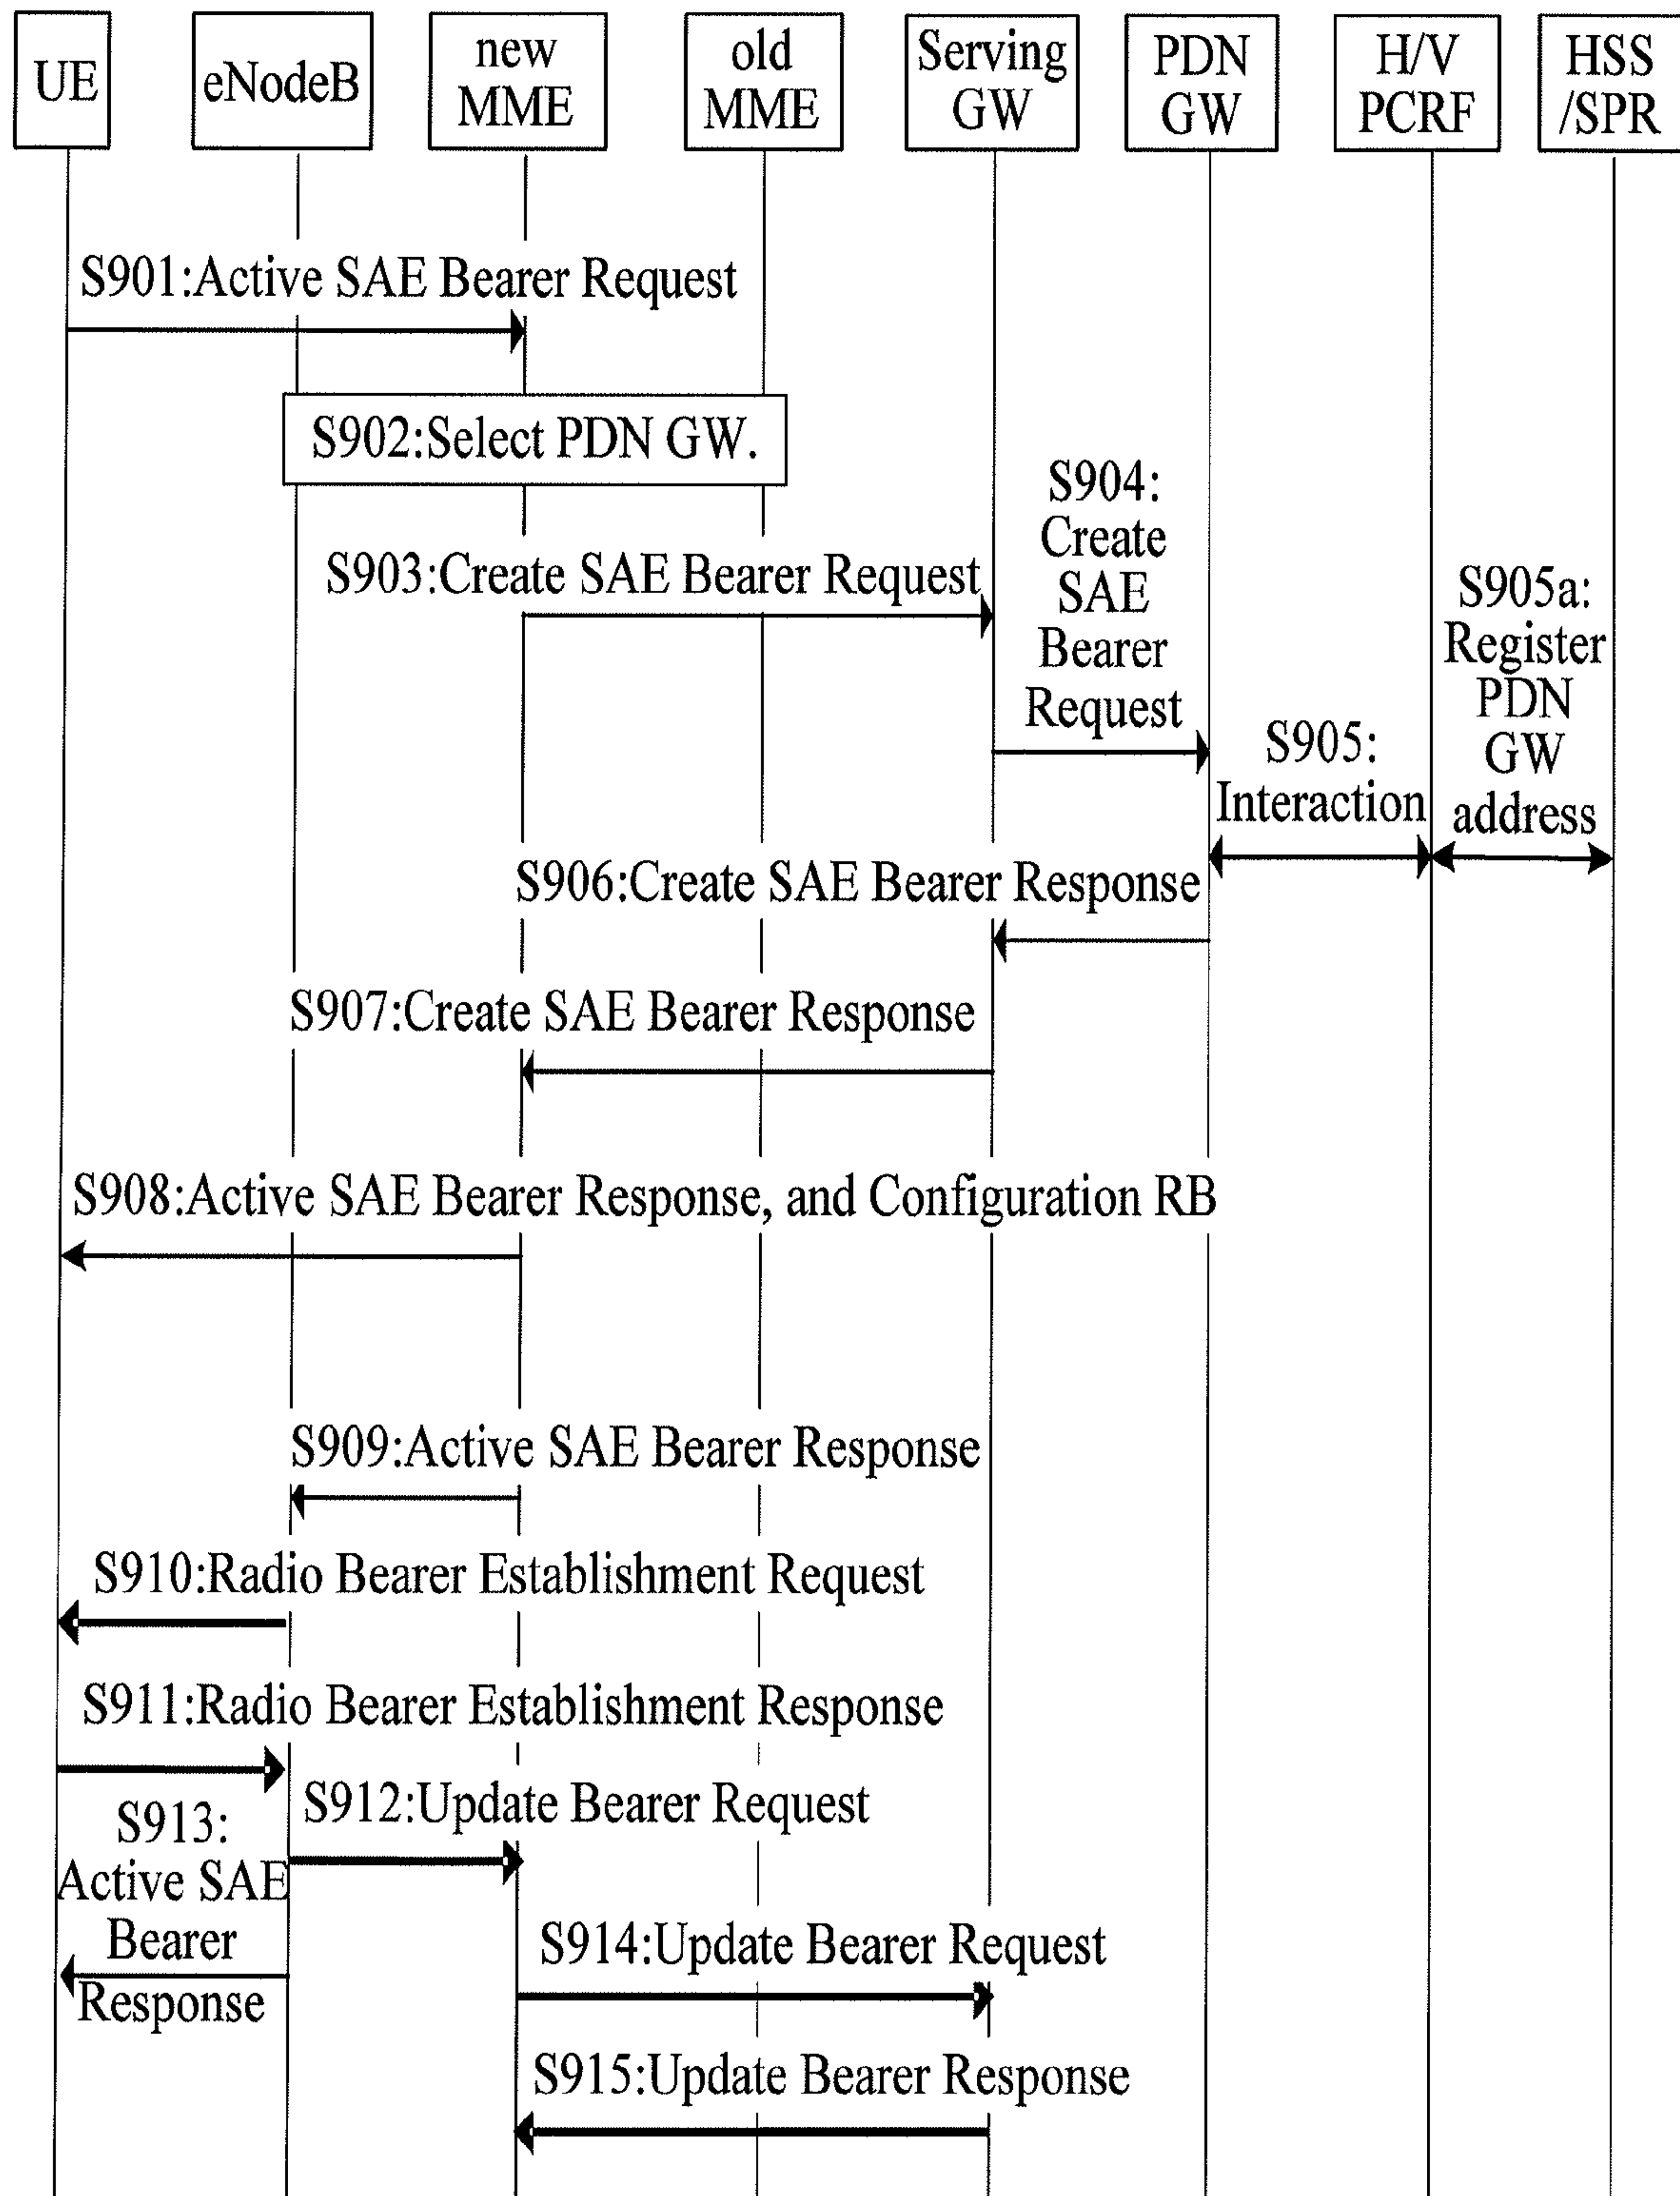 UE
eNodeB
new
MME
old
MME
Serving
GW
PDN
GW
H/V
PCRF
HSS
/SPR
S901:Active SAE Bearer Request
S902:Select PDN GW.
S903:Create SAE Bearer Request
S904:
Create
SAE
Bearer
Request
S905:
Interaction
S905a:
Register
PDN
GW
address
S906:Create SAE Bearer Response
S907:Create SAE Bearer Response
S908:Active SAE Bearer Response, and Configuration RB
S909:Active SAE Bearer Response
S910:Radio Bearer Establishment Request
S911:Radio Bearer Establishment Response
S912:Update Bearer Request
S913:
Active SAE
Bearer
Response
S914:Update Bearer Request
S915:Update Bearer Response